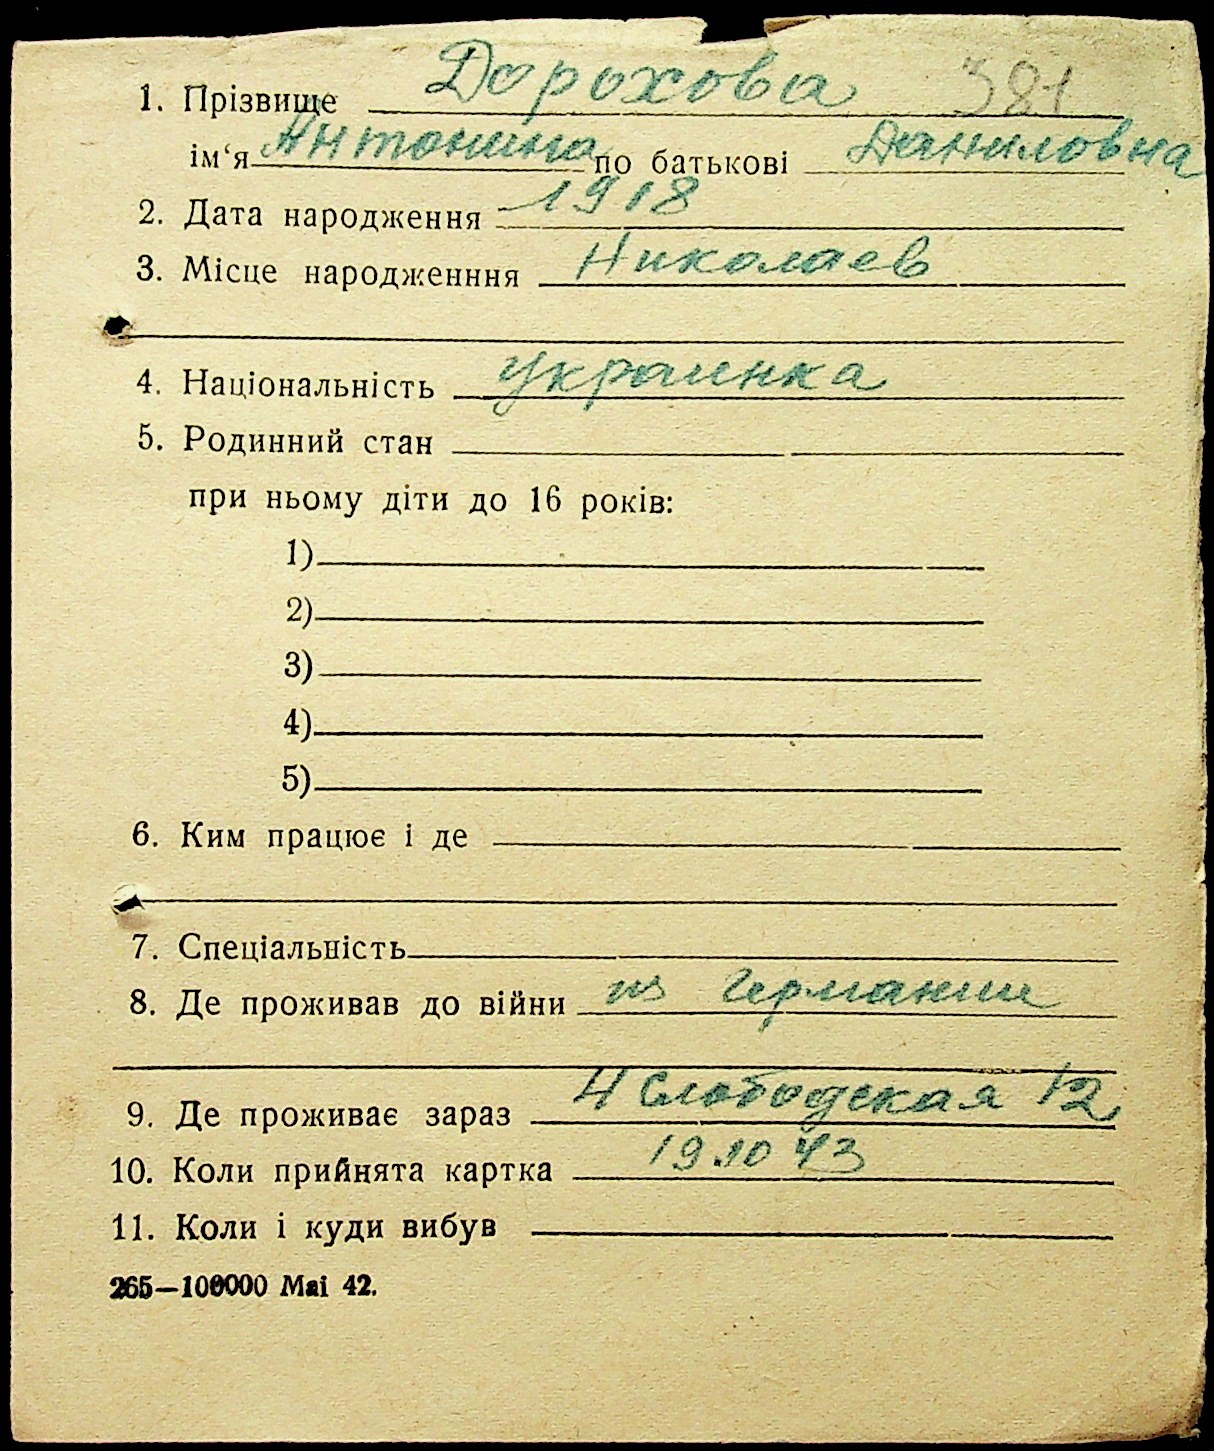 1. Прізвище Дорохова 381
ім‘я Антонина по батькові Даниловна
2. Дата народження 1918
3. Місце народженння Николаев
4. Національність украинка
5. Родинний стан
при ньому діти до 16 років:
1)
2)
3)
4)
5)
6. Ким працює і де
7. Спеціальність
8. Де проживав до війни из Германии
9. Де проживає зараз Н Слободская 12
10. Коли прийнята картка 19.10 43
11. Коли і куди вибув
265—100000 Mai 42.